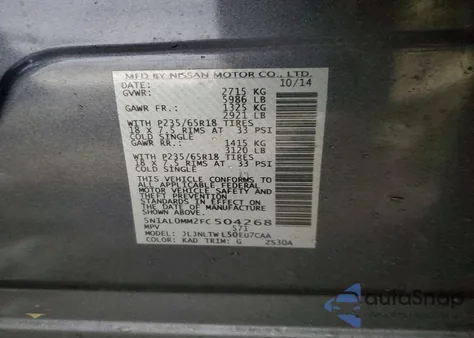 MFD BY NISSAN MOTOR CO., LTD.
DATE: 10/14
GVWR: 2715 KG
5986 LB
GAWR FR.: 1325 KG
2921 LB
WITH P235/65R18 TIRES
18 X 7.5 RIMS AT 33 PSI
COLD SINGLE
GAWR RR.: 1415 KG
3120 LB
WITH P235/65R18 TIRES
18 X 7.5 RIMS AT 33 PSI
COLD SINGLE
THIS VEHICLE CONFORMS TO
ALL APPLICABLE FEDERAL
MOTOR VEHICLE SAFETY AND
THEFT PREVENTION
STANDARDS IN EFFECT ON
THE DATE OF MANUFACTURE
SHOWN ABOVE.
5N1AL0MM2FC504268
MPV 571
MODEL: JLJNLTWL50EU7CAA
COLOR: KAD TRIM: G 2530A
autoSnap